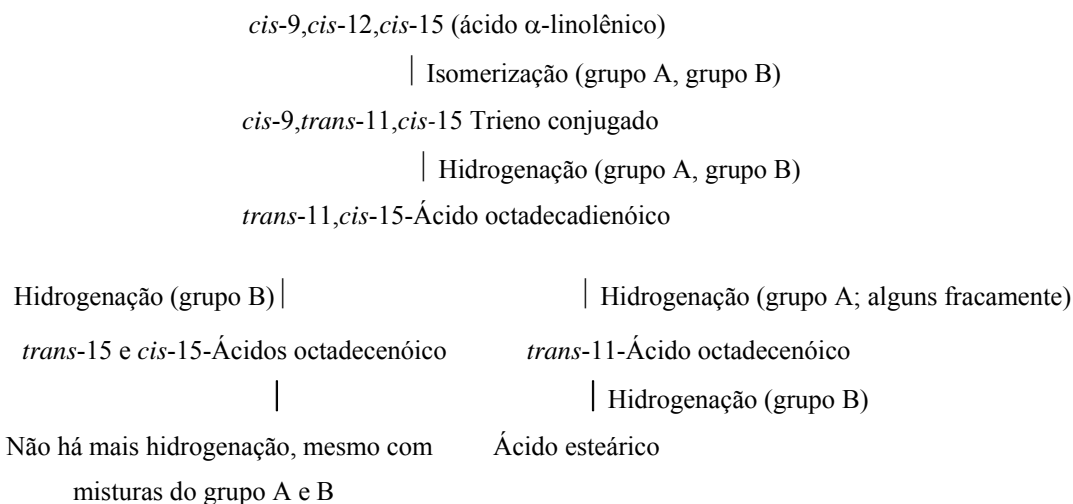 cis-9,cis-12,cis-15 (ácido α-linolênico)
Isomerização (grupo A, grupo B)
cis-9,trans-11,cis-15 Trieno conjugado
Hidrogenação (grupo A, grupo B)
trans-11,cis-15-Ácido octadecadienóico
Hidrogenação (grupo B) Hidrogenação (grupo A; alguns fracamente)
trans-15 e cis-15-Ácidos octadecenóico trans-11-Ácido octadecenóico
Hidrogenação (grupo B)
Não há mais hidrogenação, mesmo com Ácido esteárico
misturas do grupo A e B